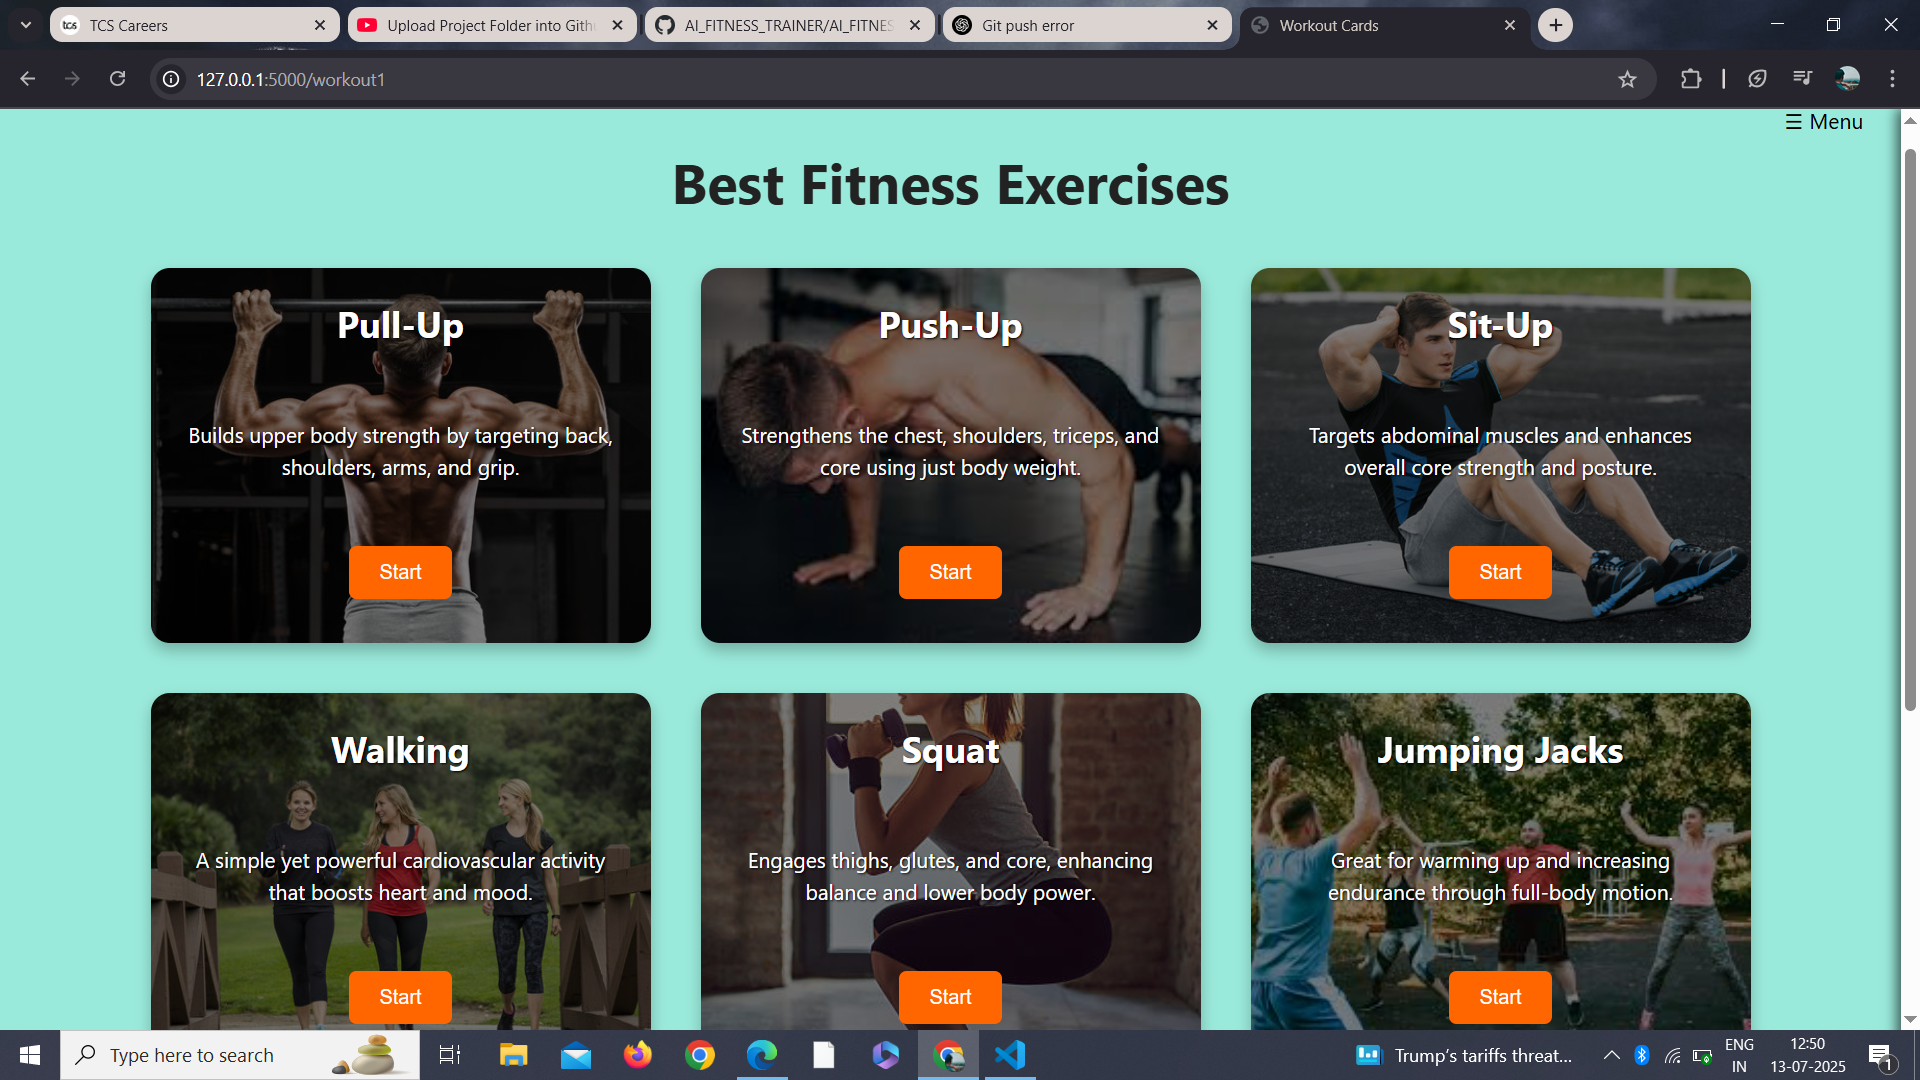 tcs
TCS Careers
Upload Project Folder into Gith
AI_FITNESS_TRAINER/AI_FITNES
Git push error
Workout Cards
127.0.0.1:5000/workout1
☰ Menu
Best Fitness Exercises
Pull-Up
Builds upper body strength by targeting back,
shoulders, arms, and grip.
Start
Push-Up
Strengthens the chest, shoulders, triceps, and
core using just body weight.
Start
Sit-Up
Targets abdominal muscles and enhances
overall core strength and posture.
Start
Walking
A simple yet powerful cardiovascular activity
that boosts heart and mood.
Start
Squat
Engages thighs, glutes, and core, enhancing
balance and lower body power.
Start
Jumping Jacks
Great for warming up and increasing
endurance through full-body motion.
Start
Type here to search
Trump's tariffs threat...
ENG
IN
12:50
13-07-2025
1